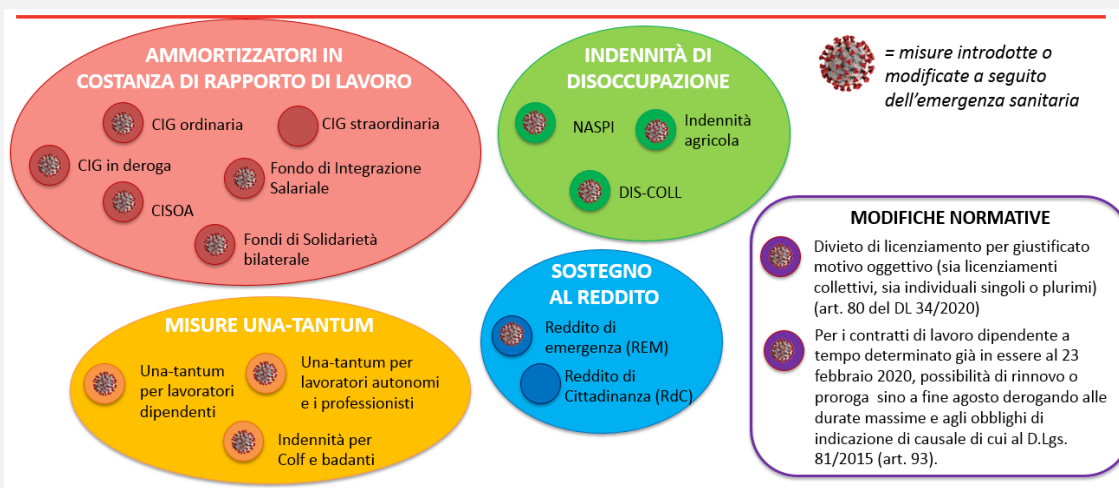 AMMORTIZZATORI IN
COSTANZA DI RAPPORTO DI LAVORO
CIG ordinaria
CIG straordinaria
CIG in deroga
Fondo di Integrazione
Salariale
CISOA
Fondi di Solidarietà
bilaterale
INDENNITÀ DI
DISOCCUPAZIONE
NASPI
Indennità
agricola
DIS-COLL
= misure introdotte o
modificate a seguito
dell'emergenza sanitaria
MISURE UNA-TANTUM
Una-tantum
per lavoratori
dipendenti
Una-tantum per
lavoratori autonomi
e i professionisti
Indennità per
Colf e badanti
SOSTEGNO
AL REDDITO
Reddito di
emergenza (REM)
Reddito di
Cittadinanza (RdC)
MODIFICHE NORMATIVE
Divieto di licenziamento per giustificato
motivo oggettivo (sia licenziamenti
collettivi, sia individuali singoli o plurimi)
(art. 80 del DL 34/2020)
Per i contratti di lavoro dipendente a
tempo determinato già in essere al 23
febbraio 2020, possibilità di rinnovo o
proroga sino a fine agosto derogando alle
durate massime e agli obblighi di
indicazione di causale di cui al D.Lgs.
81/2015 (art. 93).